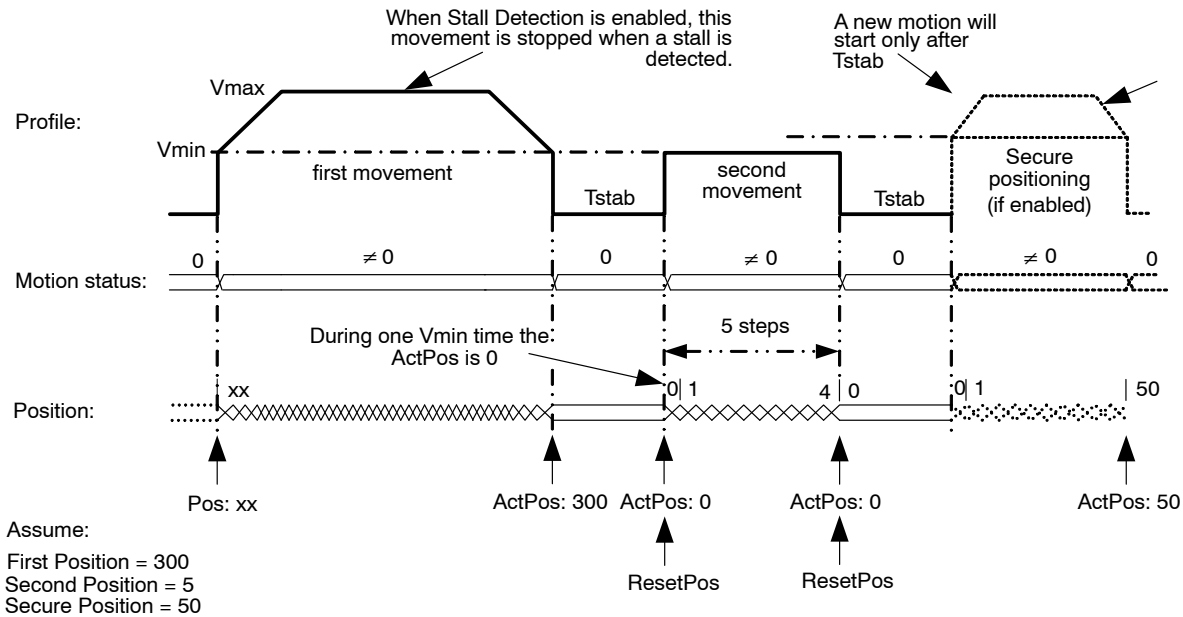 When Stall Detection is enabled, this
movement is stopped when a stall is
detected.
A new motion will
start only after
Tstab
Vmax
Profile:
Vmin
first movement
Tstab
second
movement
Tstab
Secure
positioning
(if enabled)
0
≠ 0
0
≠ 0
0
≠ 0
0
Motion status:
During one Vmin time the
ActPos is 0
5 steps
Position:
xx
0 1
4 0
0 1
50
Pos: xx
ActPos: 300
ActPos: 0
ActPos: 0
ActPos: 50
Assume:
First Position = 300
Second Position = 5
Secure Position = 50
ResetPos
ResetPos